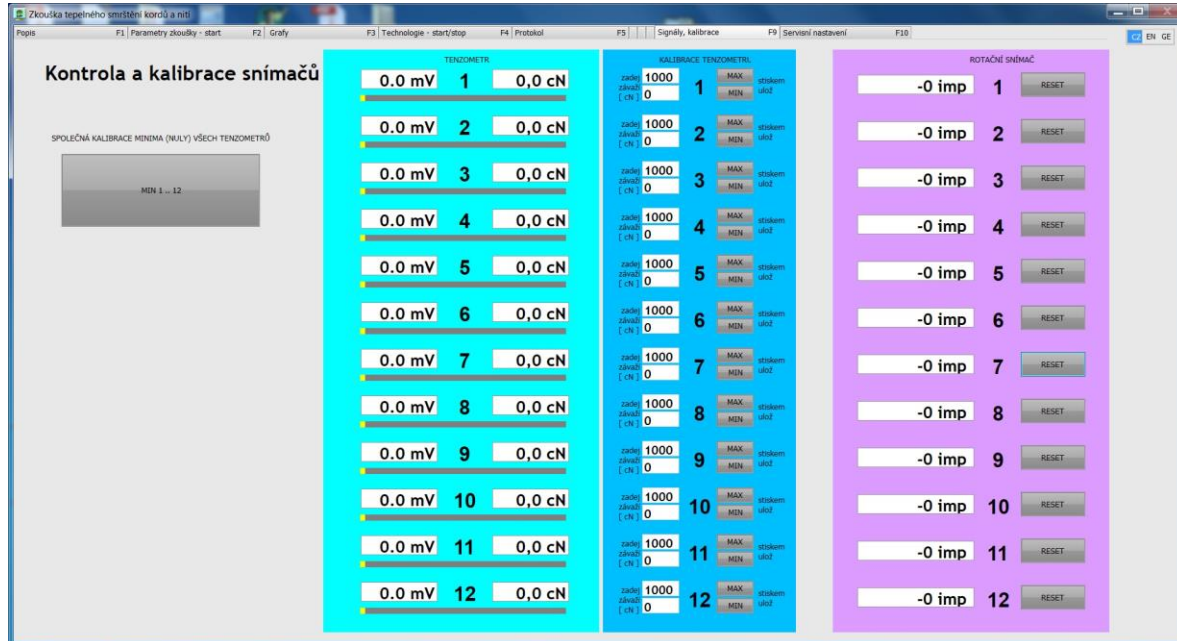 Zkouška tepelného smrštění kordů a nití
Popis F1 Parametry zkoušky - start F2 Grafy F3 Technologie - start/stop F4 Protokol F5 Signály, kalibrace F9 Servisní nastavení F10
CZ EN GE
Kontrola a kalibrace snímačů
SPOLEČNÁ KALIBRACE MINIMA (NULY) VŠECH TENZOMETRŮ
MIN 1 .. 12
TENZOMETR
0.0 mV 1 0,0 cN
0.0 mV 2 0,0 cN
0.0 mV 3 0,0 cN
0.0 mV 4 0,0 cN
0.0 mV 5 0,0 cN
0.0 mV 6 0,0 cN
0.0 mV 7 0,0 cN
0.0 mV 8 0,0 cN
0.0 mV 9 0,0 cN
0.0 mV 10 0,0 cN
0.0 mV 11 0,0 cN
0.0 mV 12 0,0 cN
KALIBRACE TENZOMETRU
zadej 1000 MAX stiskem
závaží 1 ulož
[ cN ] 0 MIN
zadej 1000 MAX stiskem
závaží 2 ulož
[ cN ] 0 MIN
zadej 1000 MAX stiskem
závaží 3 ulož
[ cN ] 0 MIN
zadej 1000 MAX stiskem
závaží 4 ulož
[ cN ] 0 MIN
zadej 1000 MAX stiskem
závaží 5 ulož
[ cN ] 0 MIN
zadej 1000 MAX stiskem
závaží 6 ulož
[ cN ] 0 MIN
zadej 1000 MAX stiskem
závaží 7 ulož
[ cN ] 0 MIN
zadej 1000 MAX stiskem
závaží 8 ulož
[ cN ] 0 MIN
zadej 1000 MAX stiskem
závaží 9 ulož
[ cN ] 0 MIN
zadej 1000 MAX stiskem
závaží 10 ulož
[ cN ] 0 MIN
zadej 1000 MAX stiskem
závaží 11 ulož
[ cN ] 0 MIN
zadej 1000 MAX stiskem
závaží 12 ulož
[ cN ] 0 MIN
ROTAČNÍ SNÍMAČ
-0 imp 1 RESET
-0 imp 2 RESET
-0 imp 3 RESET
-0 imp 4 RESET
-0 imp 5 RESET
-0 imp 6 RESET
-0 imp 7 RESET
-0 imp 8 RESET
-0 imp 9 RESET
-0 imp 10 RESET
-0 imp 11 RESET
-0 imp 12 RESET